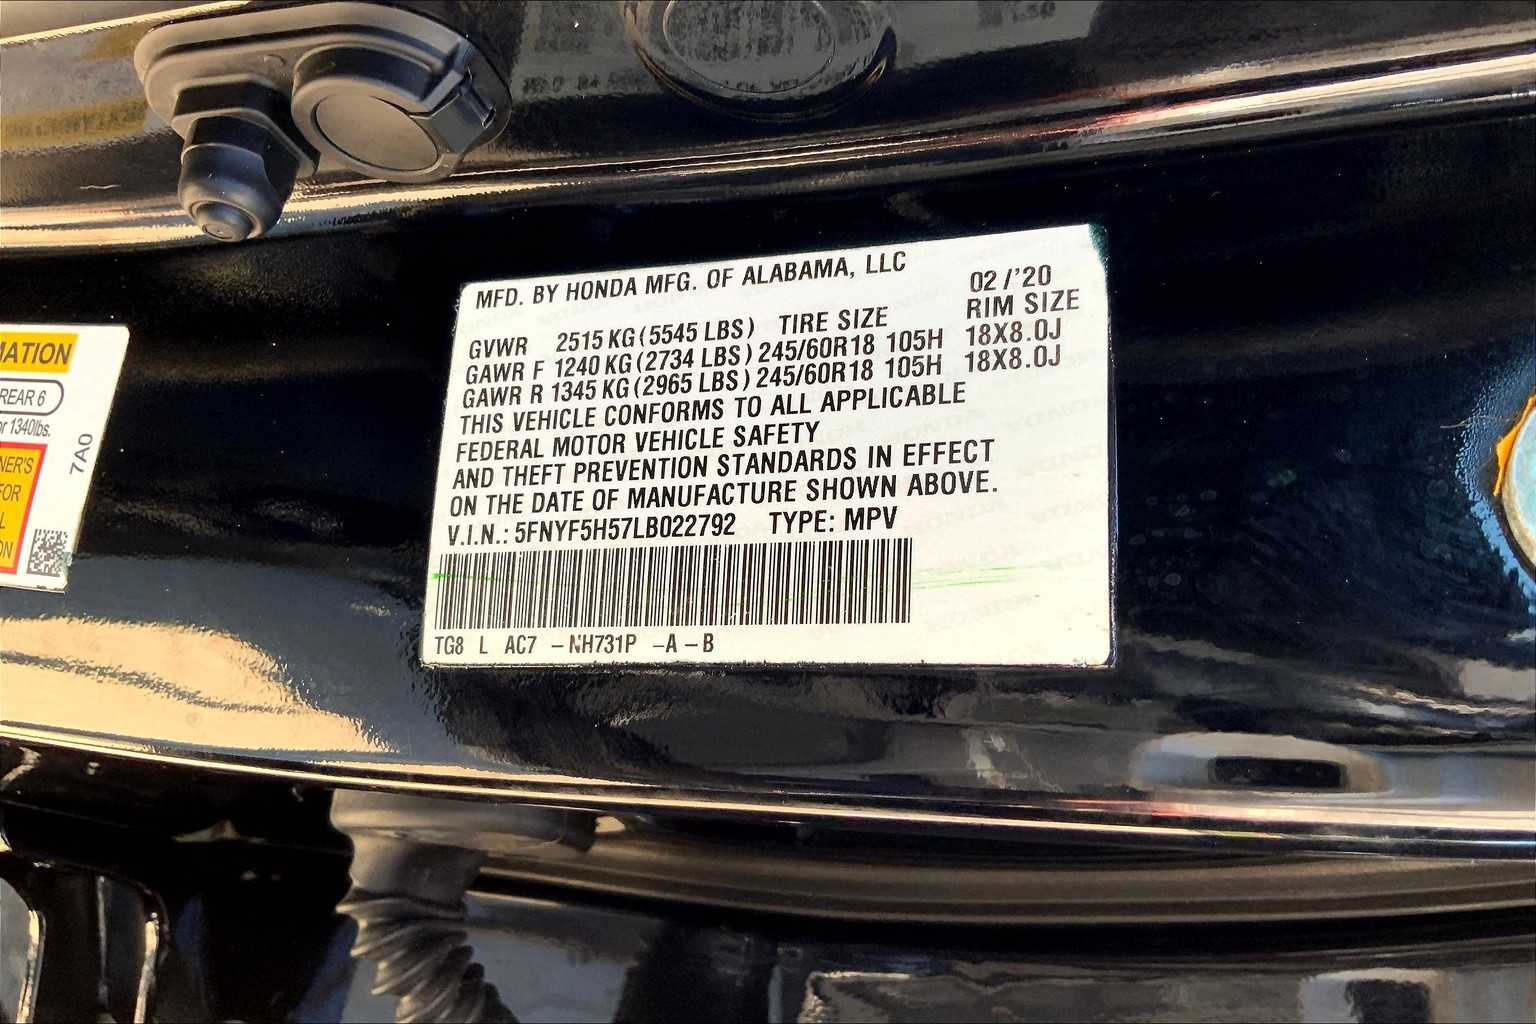 MFD. BY HONDA MFG. OF ALABAMA, LLC 02/'20
GVWR 2515 KG (5545 LBS) TIRE SIZE RIM SIZE
GAWR F 1240 KG (2734 LBS) 245/60R18 105H 18X8.0J
GAWR R 1345 KG (2965 LBS) 245/60R18 105H 18X8.0J
THIS VEHICLE CONFORMS TO ALL APPLICABLE
FEDERAL MOTOR VEHICLE SAFETY
AND THEFT PREVENTION STANDARDS IN EFFECT
ON THE DATE OF MANUFACTURE SHOWN ABOVE.
V.I.N.: 5FNYF5H57LB022792 TYPE: MPV
TG8 L AC7 -NH731P -A-B
MATION
REAR 6
or 1340lbs.
7A0
NER'S
FOR
L
ON